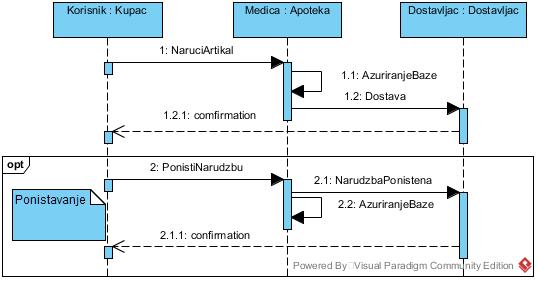 Korisnik : Kupac
Medica : Apoteka
Dostavljac : Dostavljac
1: NaruciArtikal
1.1: AzuriranjeBaze
1.2: Dostava
1.2.1: comfirmation
opt
2: PonistiNarudzbu
2.1: NarudzbaPonistena
Ponistavanje
2.2: AzuriranjeBaze
2.1.1: confirmation
Powered By Visual Paradigm Community Edition